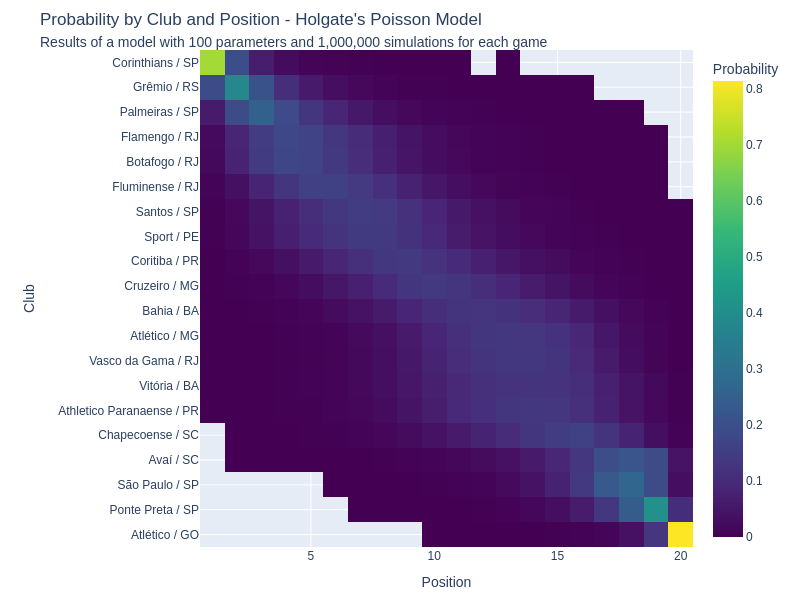 Probability by Club and Position - Holgate's Poisson Model
Results of a model with 100 parameters and 1,000,000 simulations for each game
Probability
Club
Corinthians / SP
Grêmio / RS
Palmeiras / SP
Flamengo / RJ
Botafogo / RJ
Fluminense / RJ
Santos / SP
Sport / PE
Coritiba / PR
Cruzeiro / MG
Bahia / BA
Atlético / MG
Vasco da Gama / RJ
Vitória / BA
Athletico Paranaense / PR
Chapecoense / SC
Avaí / SC
São Paulo / SP
Ponte Preta / SP
Atlético / GO
0.8
0.7
0.6
0.5
0.4
0.3
0.2
0.1
0
5 10 15 20
Position